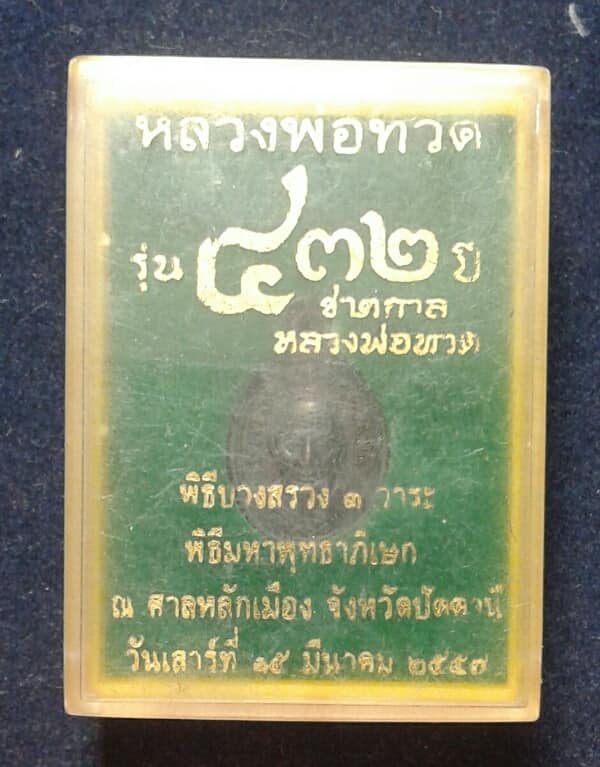 หลวงพ่อทวด
รุ่น ๔๓๒ ปี
ชาตกาล
หลวงพ่อทวด
พิธีบวงสรวง ๓ วาระ
พิธีมหาพุทธาภิเษก
ณ ศาลหลักเมือง จังหวัดปัตตานี
วันเสาร์ที่ ๑๕ มีนาคม ๒๕๕๗